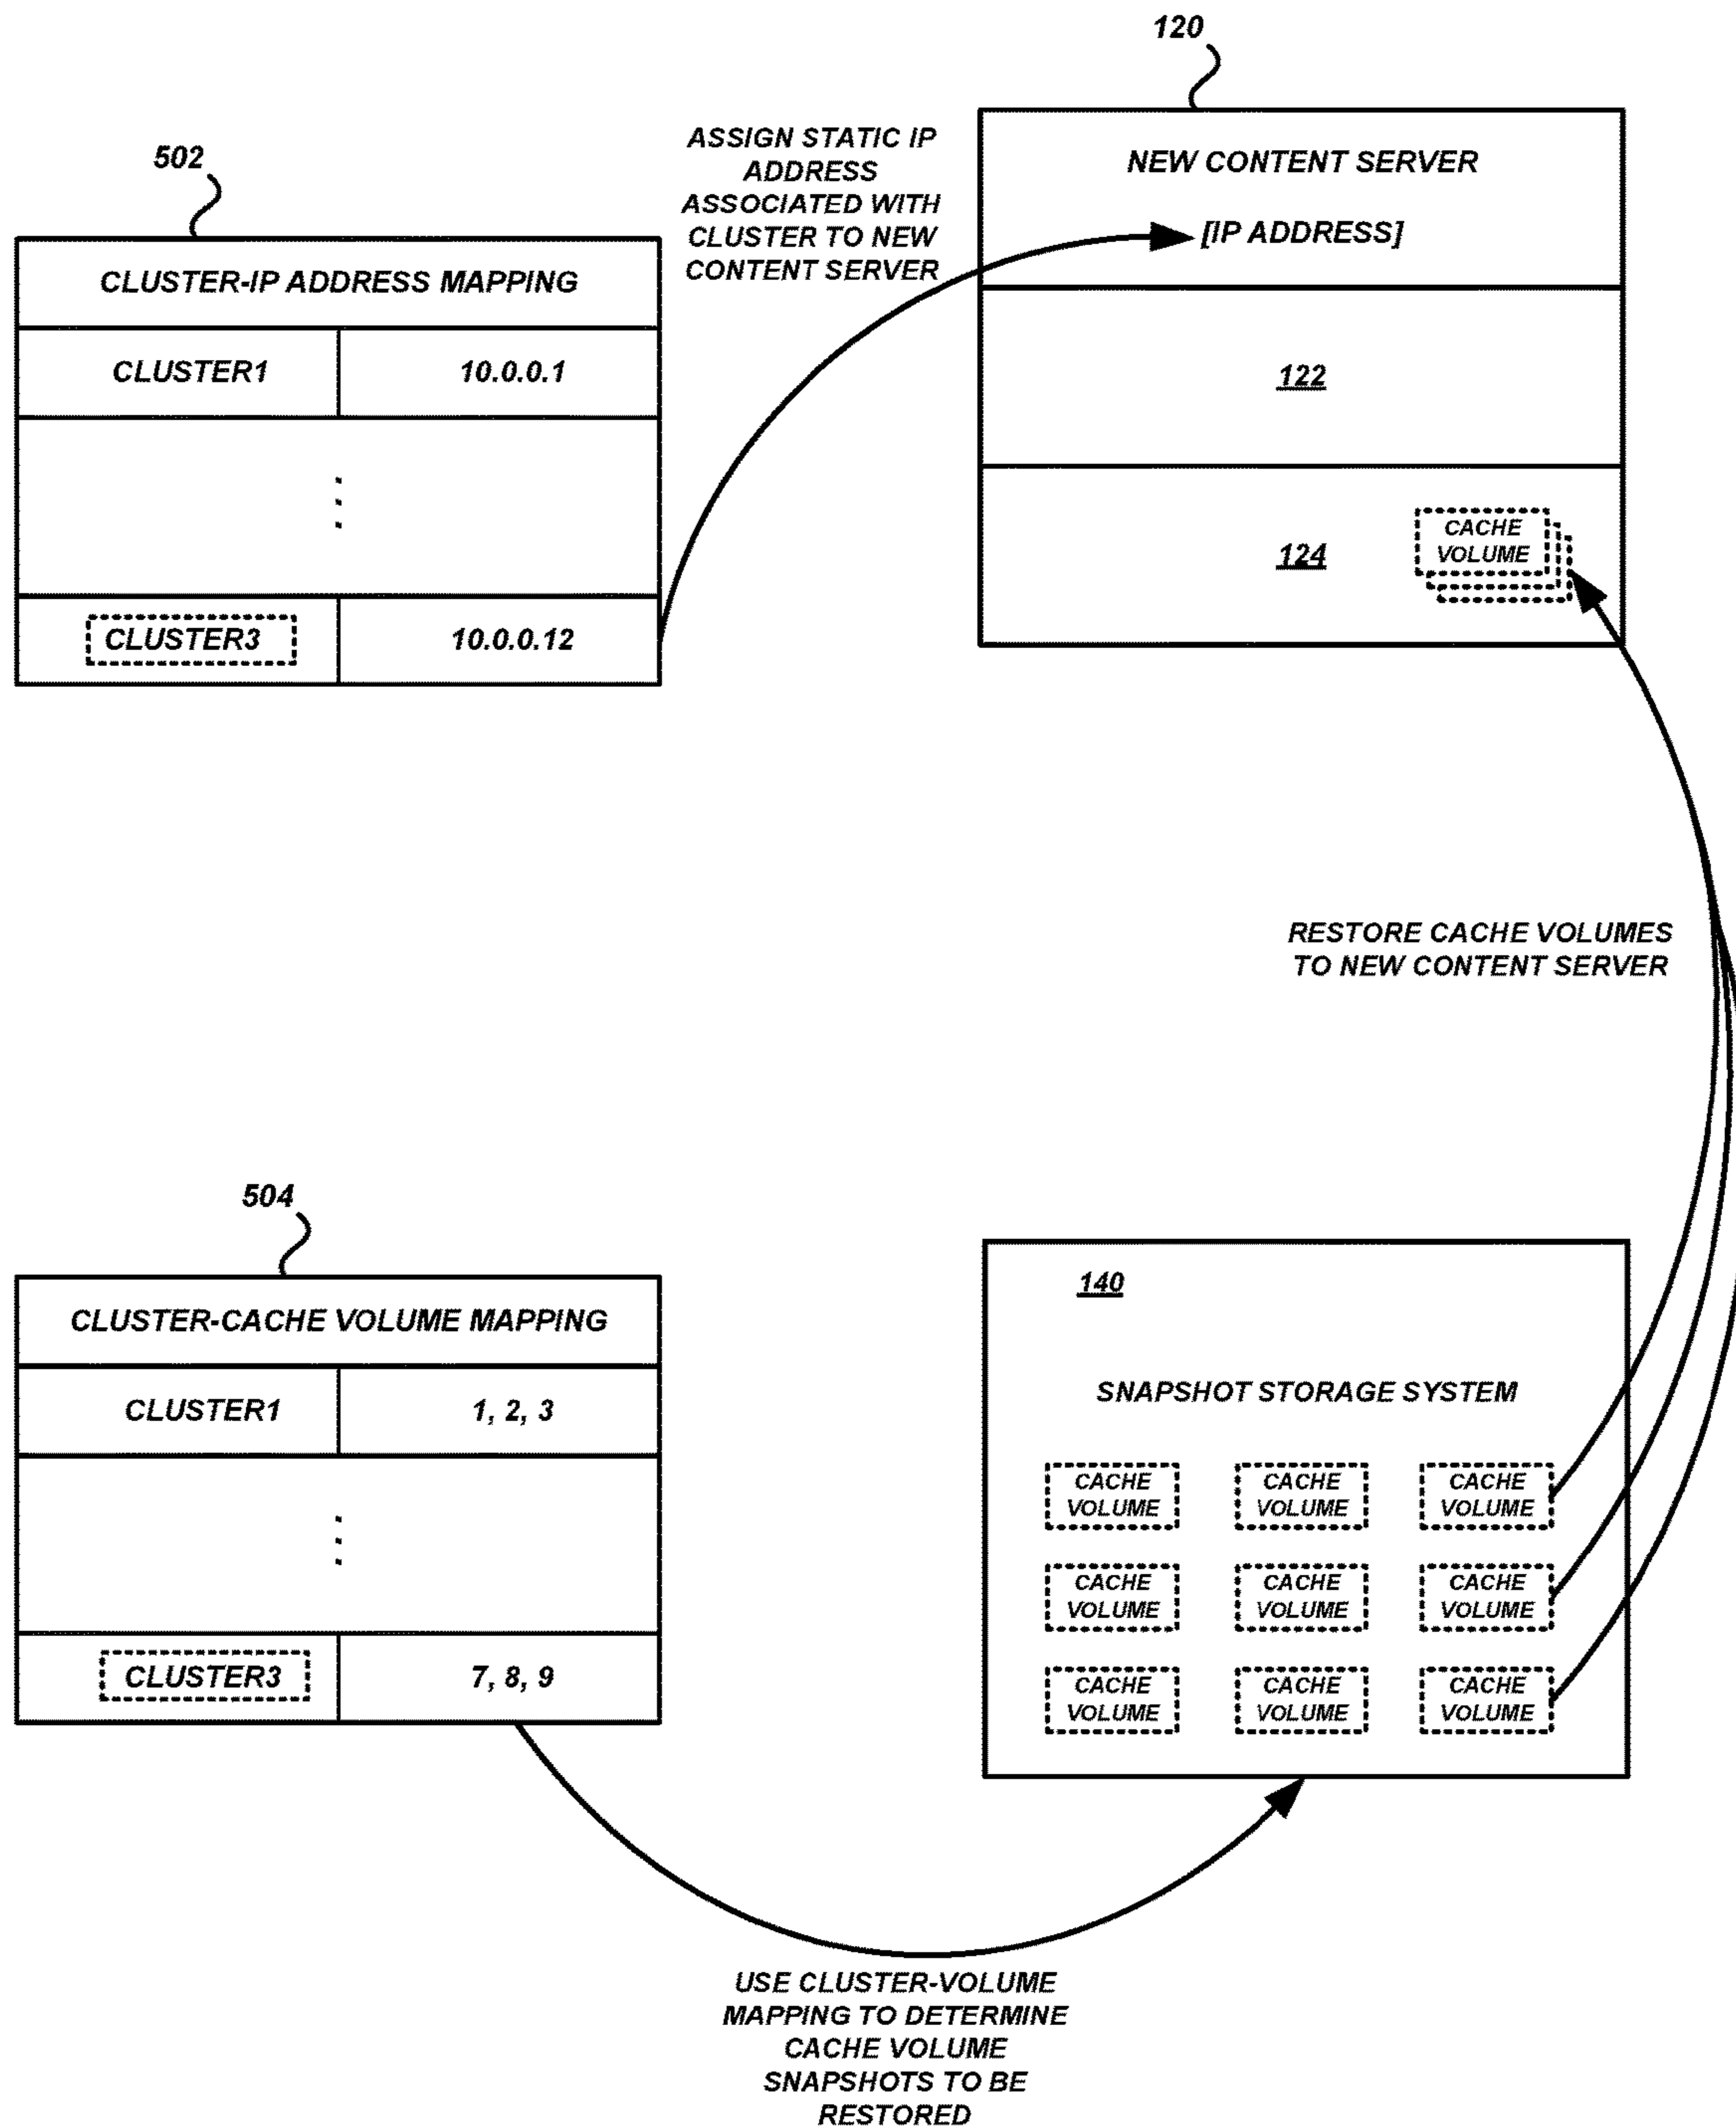 120
502
ASSIGN STATIC IP
ADDRESS
ASSOCIATED WITH
CLUSTER TO NEW
CONTENT SERVER
NEW CONTENT SERVER
[IP ADDRESS]
122
124
CACHE
VOLUME
CLUSTER-IP ADDRESS MAPPING
CLUSTER1 10.0.0.1
⋮
CLUSTER3 10.0.0.12
RESTORE CACHE VOLUMES
TO NEW CONTENT SERVER
504
CLUSTER-CACHE VOLUME MAPPING
CLUSTER1 1, 2, 3
⋮
CLUSTER3 7, 8, 9
140
SNAPSHOT STORAGE SYSTEM
CACHE CACHE CACHE
VOLUME VOLUME VOLUME
CACHE CACHE CACHE
VOLUME VOLUME VOLUME
CACHE CACHE CACHE
VOLUME VOLUME VOLUME
USE CLUSTER-VOLUME
MAPPING TO DETERMINE
CACHE VOLUME
SNAPSHOTS TO BE
RESTORED